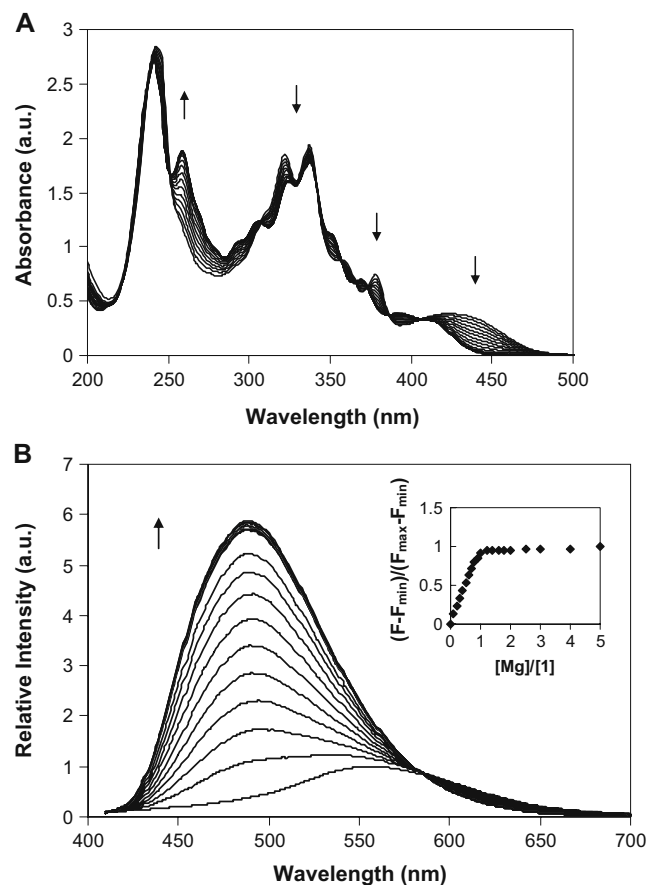 A
3
2.5
2
1.5
1
0.5
0
Absorbance (a.u.)
200 250 300 350 400 450 500
Wavelength (nm)
B
7
6
5
4
3
2
1
0
Relative Intensity (a.u.)
400 450 500 550 600 650 700
Wavelength (nm)
1.5
1
0.5
0
(F-Fmin)/(Fmax-Fmin)
0 1 2 3 4 5
[Mg]/[1]